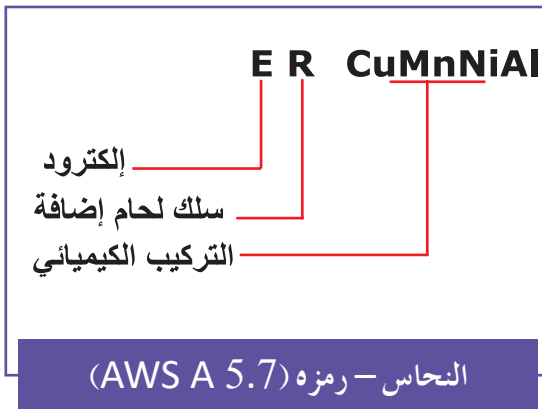 E R CuMnNiAl
إلكترود
سلك لحام إضافة
التركيب الكيميائي
النحاس – رمزه (AWS A 5.7)